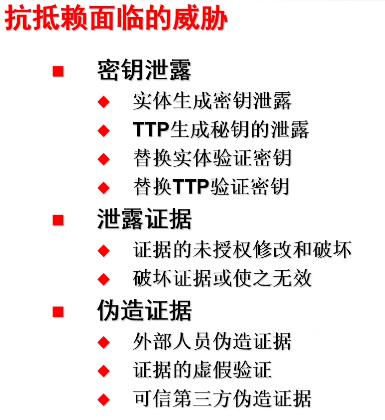 抗抵赖面临的威胁
密钥泄露
实体生成密钥泄露
TTP生成秘钥的泄露
替换实体验证密钥
替换TTP验证密钥
泄露证据
证据的未授权修改和破坏
破坏证据或使之无效
伪造证据
外部人员伪造证据
证据的虚假验证
可信第三方伪造证据